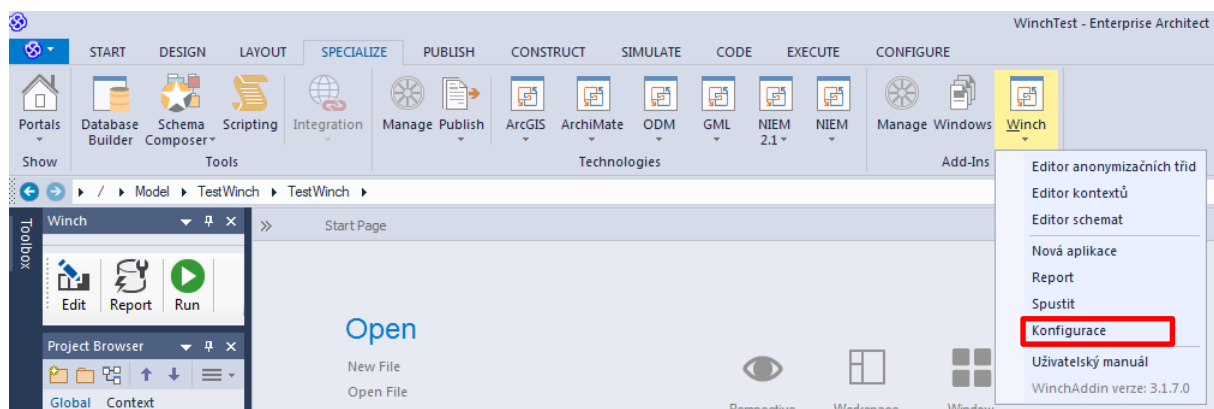 WinchTest - Enterprise Architect
START DESIGN LAYOUT SPECIALIZE PUBLISH CONSTRUCT SIMULATE CODE EXECUTE CONFIGURE
Portals Database Builder Schema Composer Scripting Integration Manage Publish ArcGIS ArchiMate ODM GML NIEM 2.1 NIEM Manage Windows Winch
Show Tools Technologies Add-Ins
/ Model TestWinch TestWinch
Toolbox
Winch
Start Page
Edit Report Run
Project Browser
Global Context
Open
New File
Open File
Perspective Workspace Window
Editor anonymizačních tříd
Editor kontextů
Editor schemat
Nová aplikace
Report
Spustit
Konfigurace
Uživatelský manuál
WinchAddin verze: 3.1.7.0